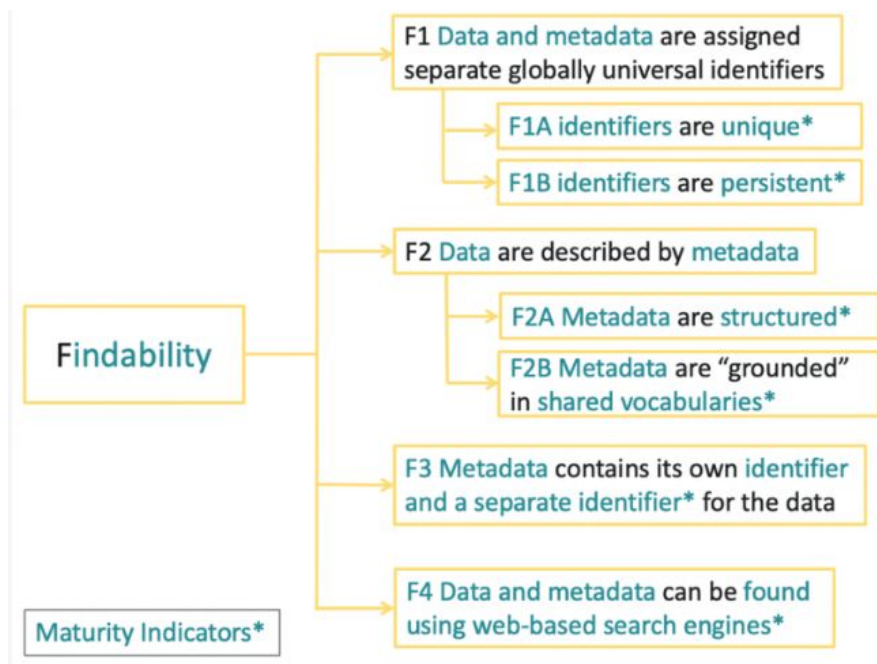 F1 Data and metadata are assigned
separate globally universal identifiers
F1A identifiers are unique*
F1B identifiers are persistent*
F2 Data are described by metadata
F2A Metadata are structured*
Findability
F2B Metadata are “grounded”
in shared vocabularies*
F3 Metadata contains its own identifier
and a separate identifier* for the data
F4 Data and metadata can be found
using web-based search engines*
Maturity Indicators*